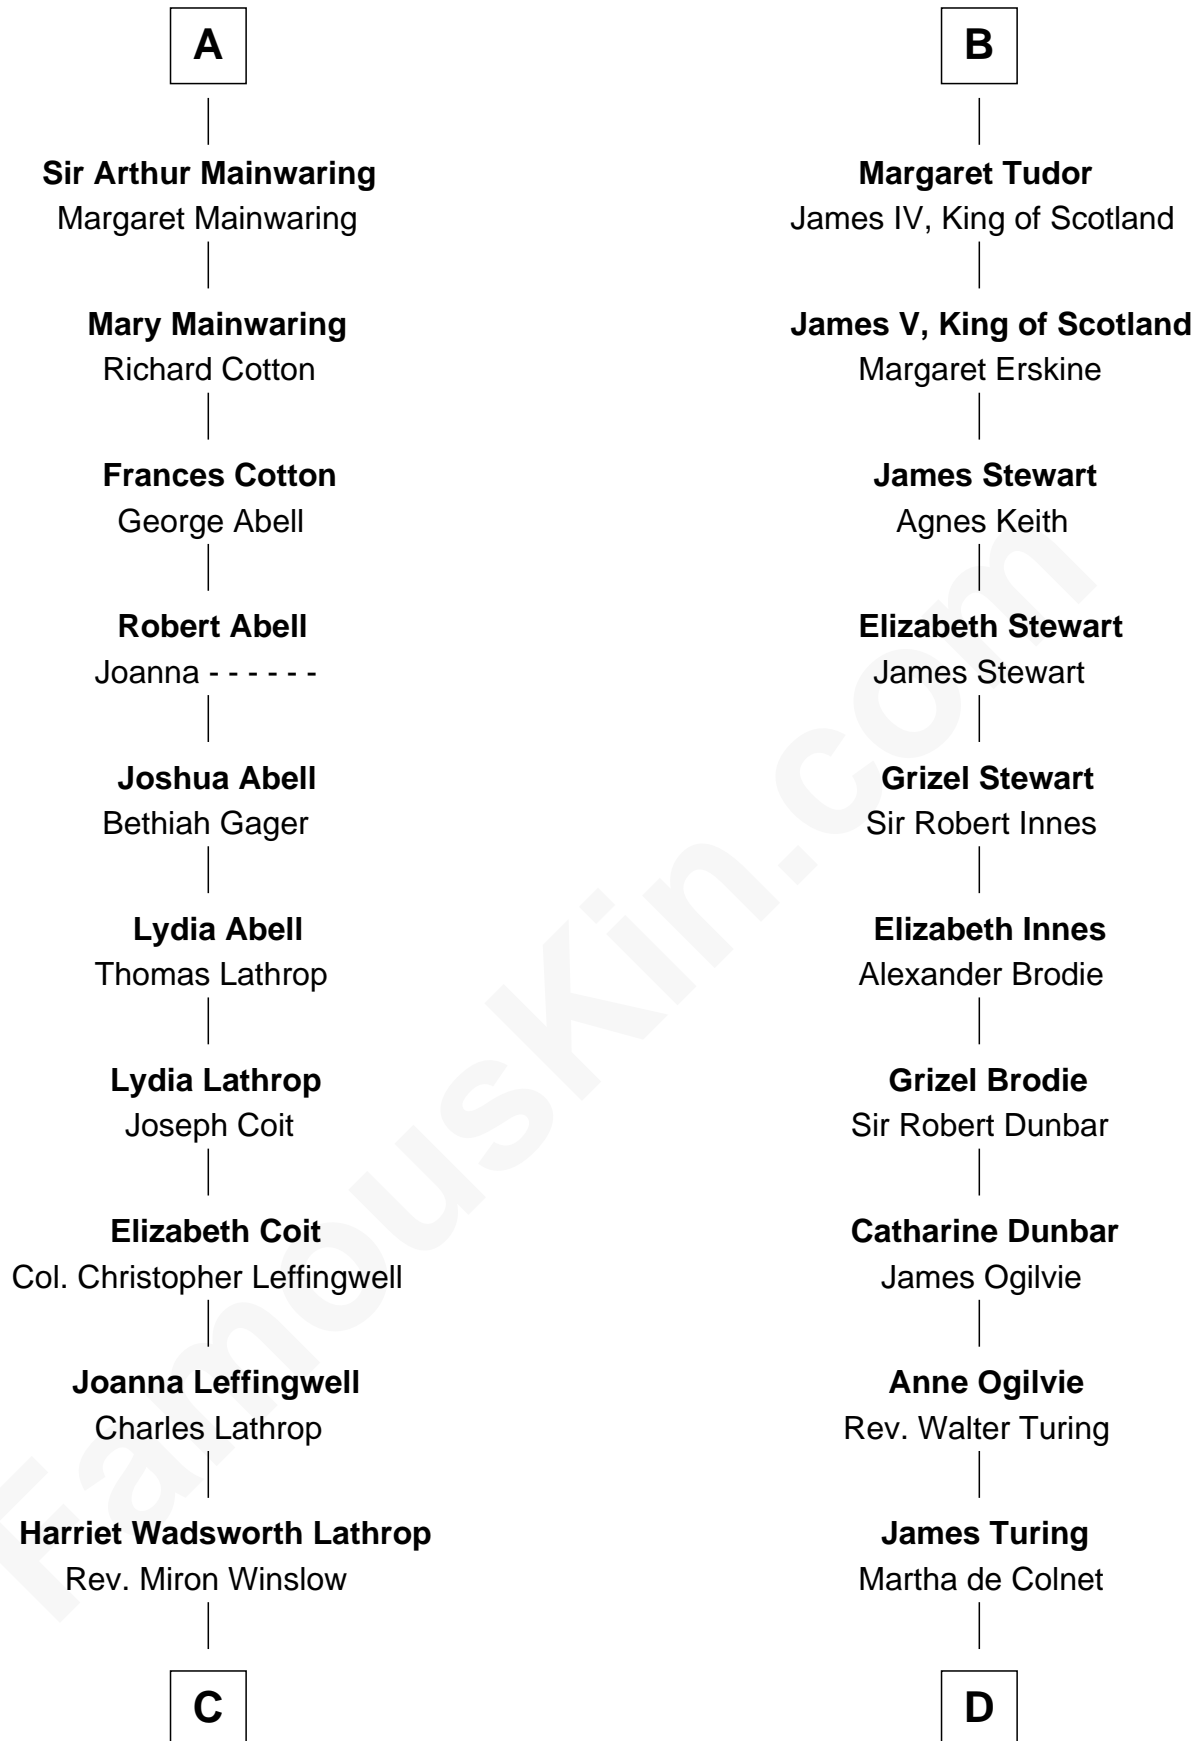 A
Sir Arthur Mainwaring
Margaret Mainwaring
Mary Mainwaring
Richard Cotton
Frances Cotton
George Abell
Robert Abell
Joanna - - - - - -
Joshua Abell
Bethiah Gager
Lydia Abell
Thomas Lathrop
Lydia Lathrop
Joseph Coit
Elizabeth Coit
Col. Christopher Leffingwell
Joanna Leffingwell
Charles Lathrop
Harriet Wadsworth Lathrop
Rev. Miron Winslow
C
B
Margaret Tudor
James IV, King of Scotland
James V, King of Scotland
Margaret Erskine
James Stewart
Agnes Keith
Elizabeth Stewart
James Stewart
Grizel Stewart
Sir Robert Innes
Elizabeth Innes
Alexander Brodie
Grizel Brodie
Sir Robert Dunbar
Catharine Dunbar
James Ogilvie
Anne Ogilvie
Rev. Walter Turing
James Turing
Martha de Colnet
D
FamousKin.com